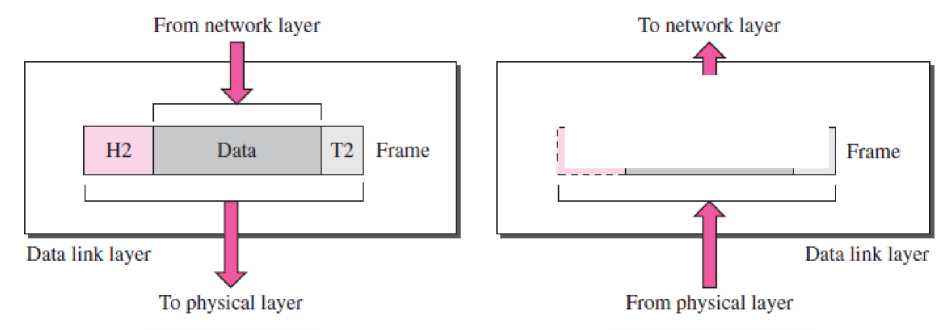 From network layer
To network layer
H2
Data
T2
Frame
Frame
Data link layer
Data link layer
To physical layer
From physical layer